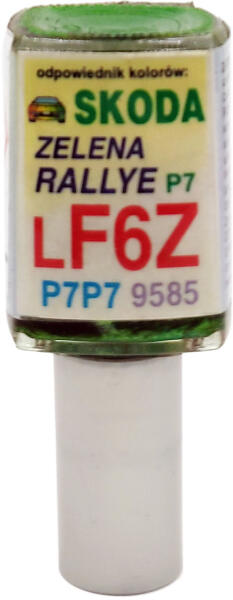 odpowiednik kolorów:
SKODA
ZELENA
RALLYE P7
LF6Z
P7P7 9585